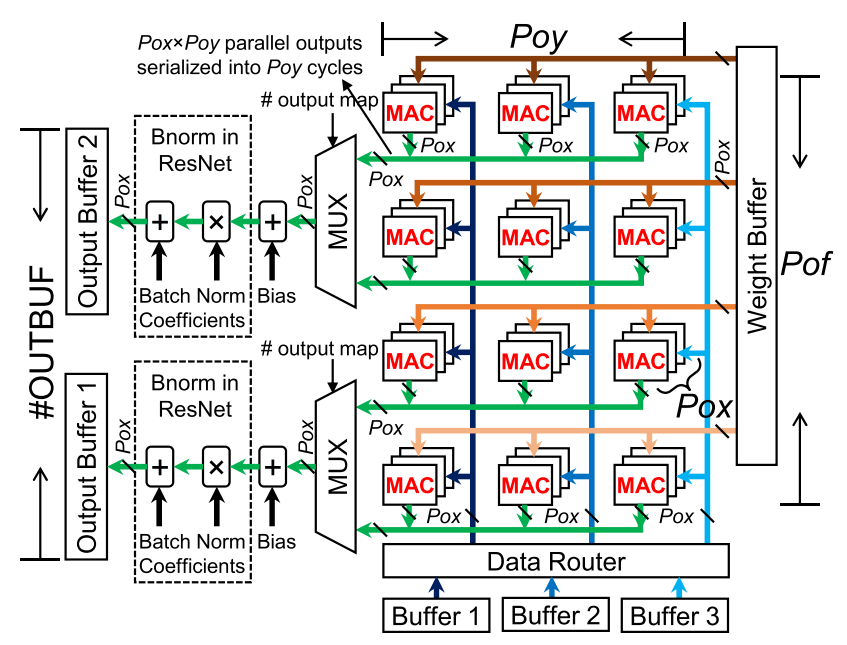 Pox×Poy parallel outputs
serialized into Poy cycles
Poy
# output map
MAC
MAC
MAC
Pox
Pox
Pox
Pox
Pox
Bnorm in
ResNet
Output Buffer 2
Pox
+
×
+
Pox
MUX
Batch Norm
Coefficients
Bias
MAC
MAC
MAC
Weight Buffer
Pof
#OUTBUF
# output map
MAC
MAC
MAC
Pox
Pox
Bnorm in
ResNet
Output Buffer 1
Pox
+
×
+
Pox
MUX
Batch Norm
Coefficients
Bias
MAC
MAC
MAC
Pox
Pox
Pox
Data Router
Buffer 1
Buffer 2
Buffer 3